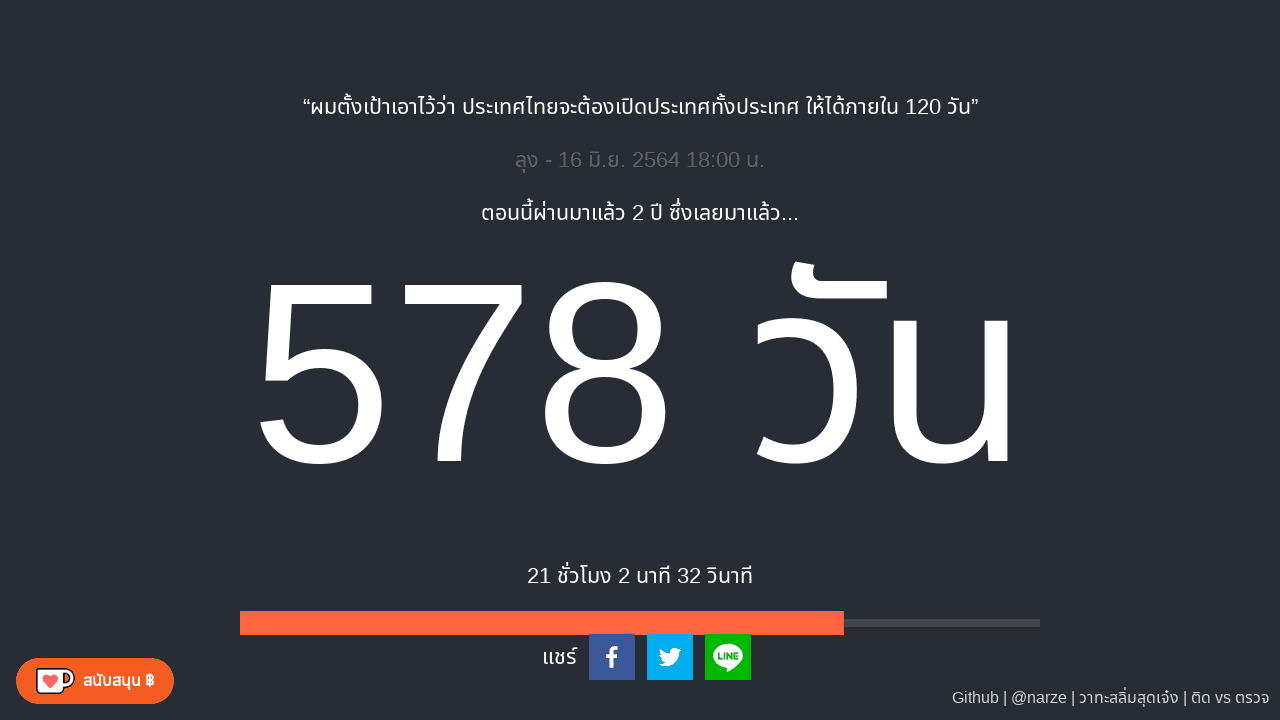 “ผมตั้งเป้าเอาไว้ว่า ประเทศไทยจะต้องเปิดประเทศทั้งประเทศ ให้ได้ภายใน 120 วัน”
ลุง - 16 มิ.ย. 2564 18:00 น.
ตอนนี้ผ่านมาแล้ว 2 ปี ซึ่งเลยมาแล้ว...
578 วัน
21 ชั่วโมง 2 นาที 32 วินาที
แชร์
LINE
สนับสนุน ฿
Github | @narze | วาทะสลิ่มสุดเจ๋ง | ติด vs ตรวจ